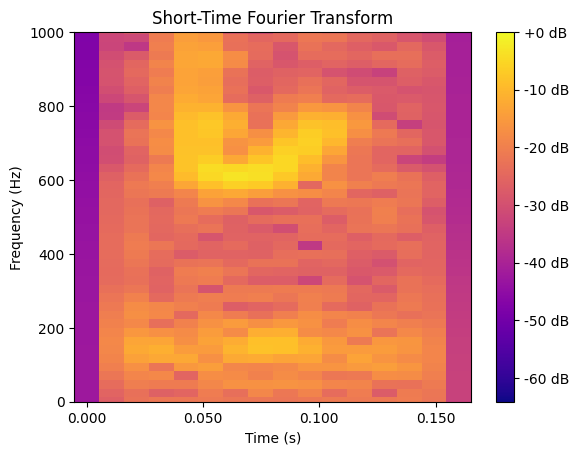 Short-Time Fourier Transform
Frequency (Hz)
1000
800
600
400
200
0
0.000
0.050
0.100
0.150
Time (s)
+0 dB
-10 dB
-20 dB
-30 dB
-40 dB
-50 dB
-60 dB